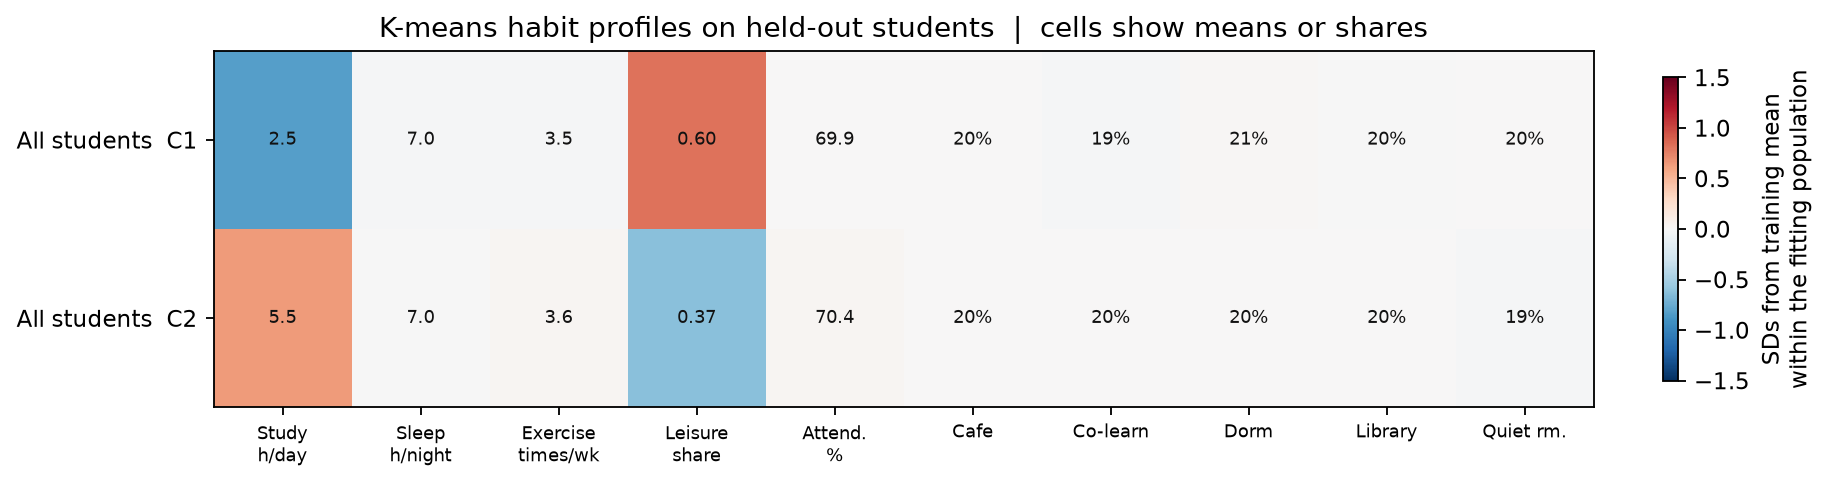 K-means habit profiles on held-out students | cells show means or shares
All students C1
2.5 7.0 3.5 0.60 69.9 20% 19% 21% 20% 20%
All students C2
5.5 7.0 3.6 0.37 70.4 20% 20% 20% 20% 19%
Study h/day
Sleep h/night
Exercise times/wk
Leisure share
Attend. %
Cafe
Co-learn
Dorm
Library
Quiet rm.
1.5
1.0
0.5
0.0
−0.5
−1.0
−1.5
SDs from training mean
within the fitting population